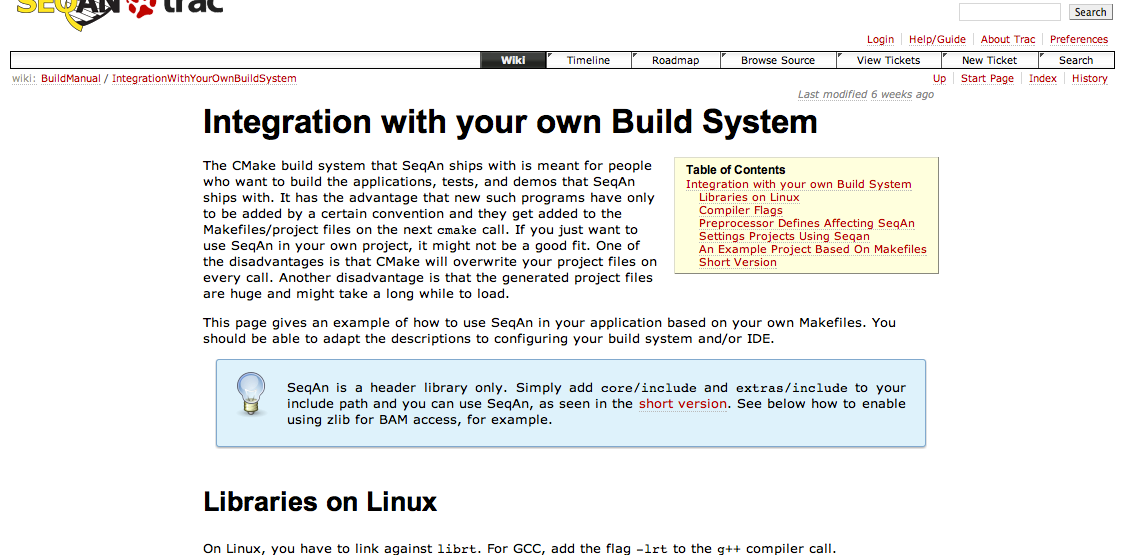 SEQAN trac
Search
Login Help/Guide About Trac Preferences
Wiki Timeline Roadmap Browse Source View Tickets New Ticket Search
wiki: BuildManual / IntegrationWithYourOwnBuildSystem
Up Start Page Index History
Last modified 6 weeks ago
Integration with your own Build System
The CMake build system that SeqAn ships with is meant for people
who want to build the applications, tests, and demos that SeqAn
ships with. It has the advantage that new such programs have only
to be added by a certain convention and they get added to the
Makefiles/project files on the next cmake call. If you just want to
use SeqAn in your own project, it might not be a good fit. One of
the disadvantages is that CMake will overwrite your project files on
every call. Another disadvantage is that the generated project files
are huge and might take a long while to load.
Table of Contents
Integration with your own Build System
Libraries on Linux
Compiler Flags
Preprocessor Defines Affecting SeqAn
Settings Projects Using Seqan
An Example Project Based On Makefiles
Short Version
This page gives an example of how to use SeqAn in your application based on your own Makefiles. You
should be able to adapt the descriptions to configuring your build system and/or IDE.
SeqAn is a header library only. Simply add core/include and extras/include to your
include path and you can use SeqAn, as seen in the short version. See below how to enable
using zlib for BAM access, for example.
Libraries on Linux
On Linux, you have to link against librt. For GCC, add the flag -lrt to the g++ compiler call.